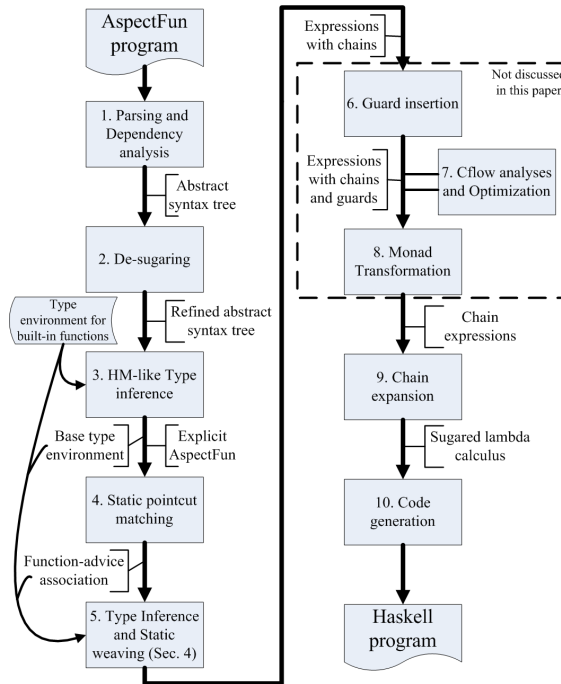 AspectFun
program
1. Parsing and
Dependency
analysis
Abstract
syntax tree
2. De-sugaring
Type
environment for
built-in functions
Refined abstract
syntax tree
3. HM-like Type
inference
Base type
environment
Explicit
AspectFun
4. Static pointcut
matching
Function-advice
association
5. Type Inference
and Static
weaving (Sec. 4)
Expressions
with chains
Not discussed
in this paper
6. Guard insertion
Expressions
with chains
and guards
7. Cflow analyses
and Optimization
8. Monad
Transformation
Chain
expressions
9. Chain
expansion
Sugared lambda
calculus
10. Code
generation
Haskell
program